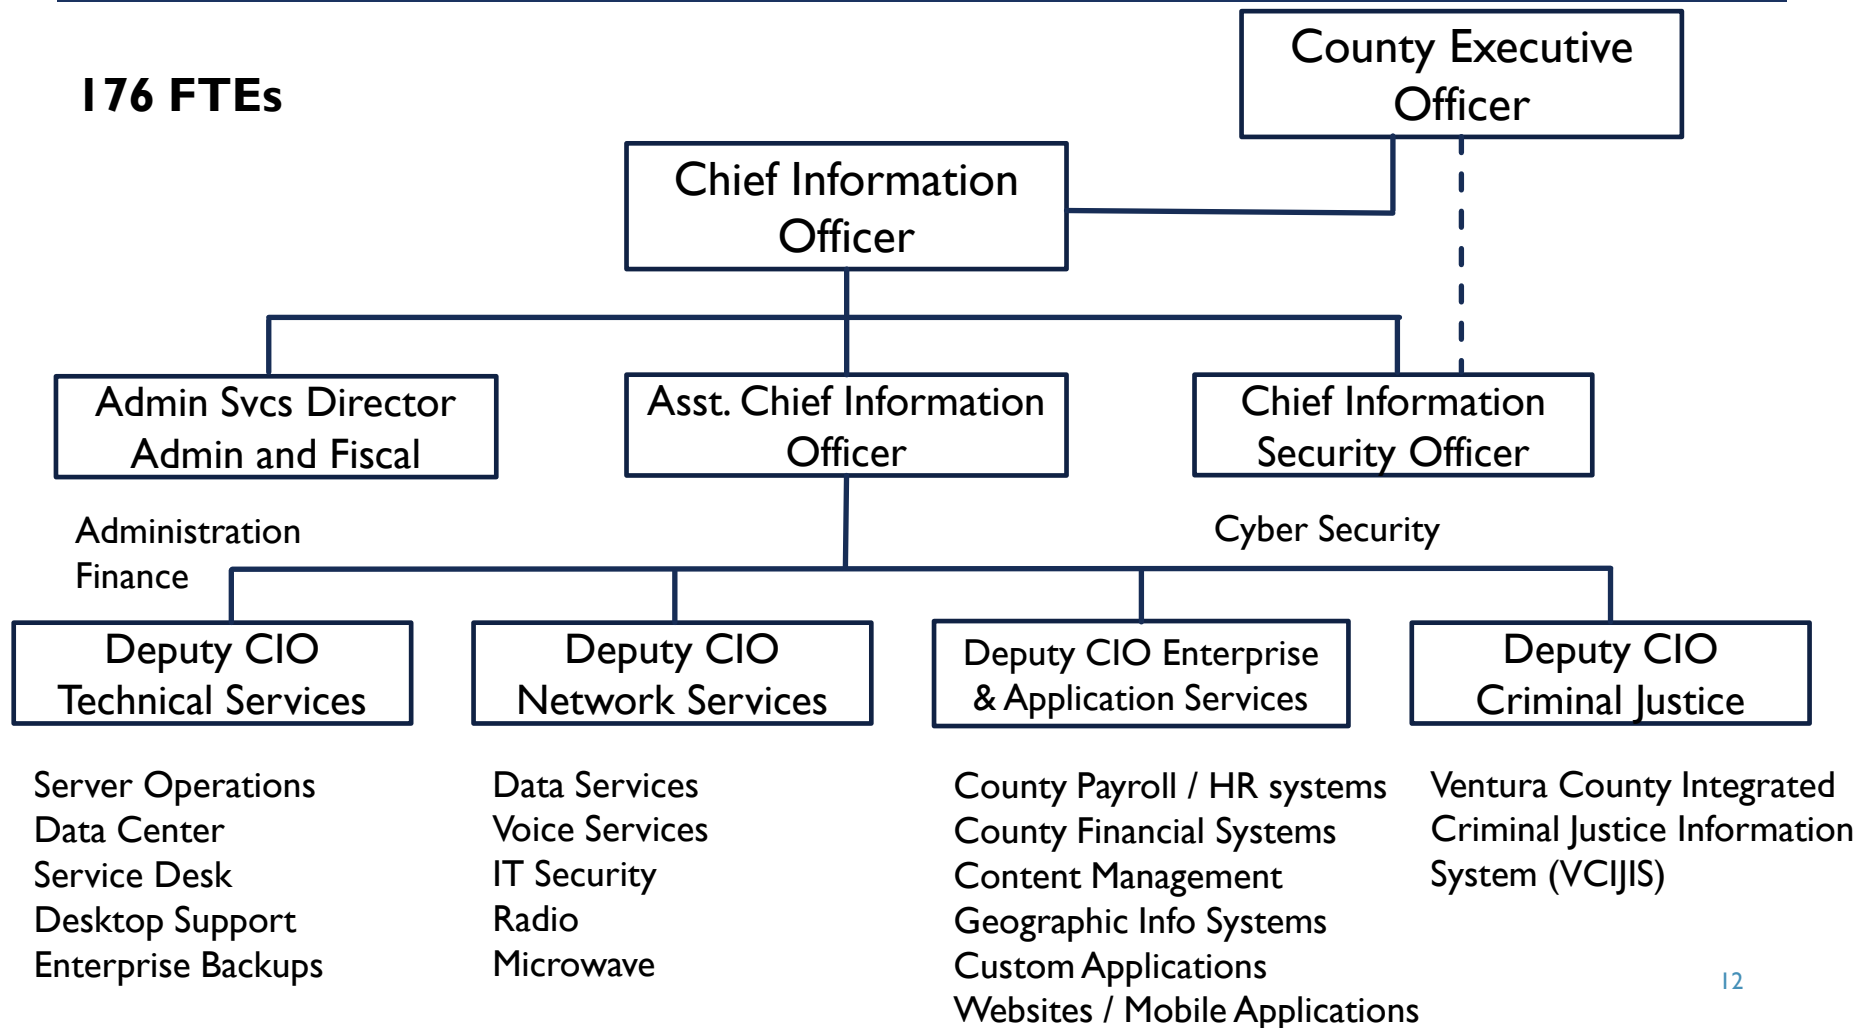 176 FTEs
County Executive
Officer
Chief Information
Officer
Admin Svcs Director
Admin and Fiscal
Asst. Chief Information
Officer
Chief Information
Security Officer
Administration
Finance
Cyber Security
Deputy CIO
Technical Services
Deputy CIO
Network Services
Deputy CIO Enterprise
& Application Services
Deputy CIO
Criminal Justice
Server Operations
Data Center
Service Desk
Desktop Support
Enterprise Backups
Data Services
Voice Services
IT Security
Radio
Microwave
County Payroll / HR systems
County Financial Systems
Content Management
Geographic Info Systems
Custom Applications
Websites / Mobile Applications
Ventura County Integrated
Criminal Justice Information
System (VCIJIS)
12